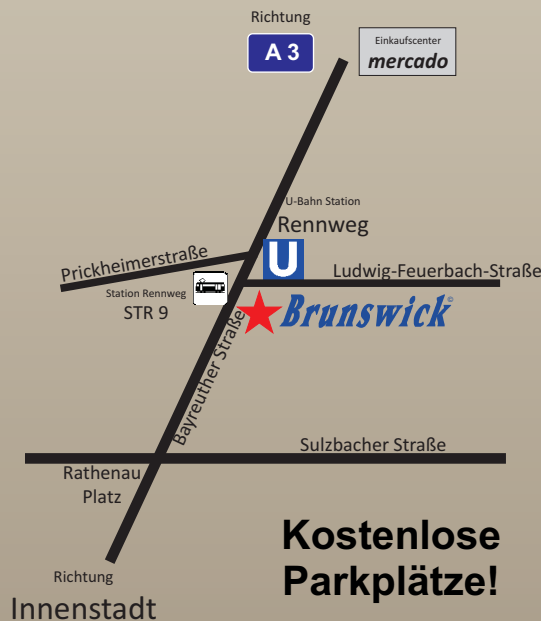 Richtung
A 3
Einkaufscenter
mercado
U-Bahn Station
Rennweg
Prickheimerstraße
U
Ludwig-Feuerbach-Straße
Station Rennweg
STR 9
Brunswick©
Bayreuther Straße
Sulzbacher Straße
Rathenau
Platz
Kostenlose
Parkplätze!
Richtung
Innenstadt